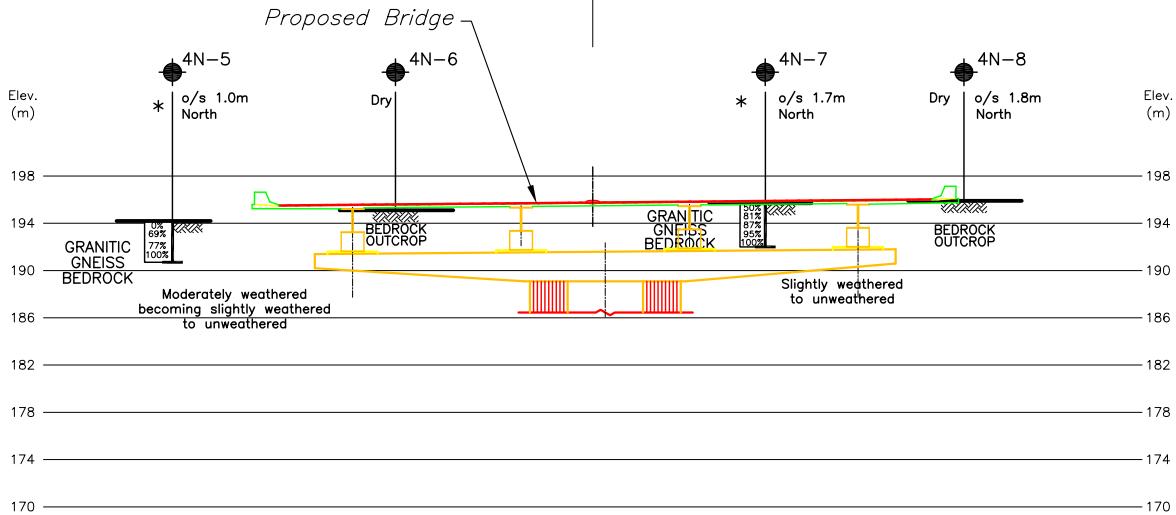 Proposed Bridge
4N-5
4N-6
4N-7
4N-8
Elev.
(m)
* o/s 1.0m
North
Dry
* o/s 1.7m
North
Dry o/s 1.8m
North
Elev.
(m)
198 198
194 194
0%
69%
77%
100%
GRANITIC
GNEISS
BEDROCK
BEDROCK
OUTCROP
GRANITIC
GNEISS
BEDROCK
50%
81%
87%
95%
100%
BEDROCK
OUTCROP
190 190
Moderately weathered
becoming slightly weathered
to unweathered
Slightly weathered
to unweathered
186 186
182 182
178 178
174 174
170 170